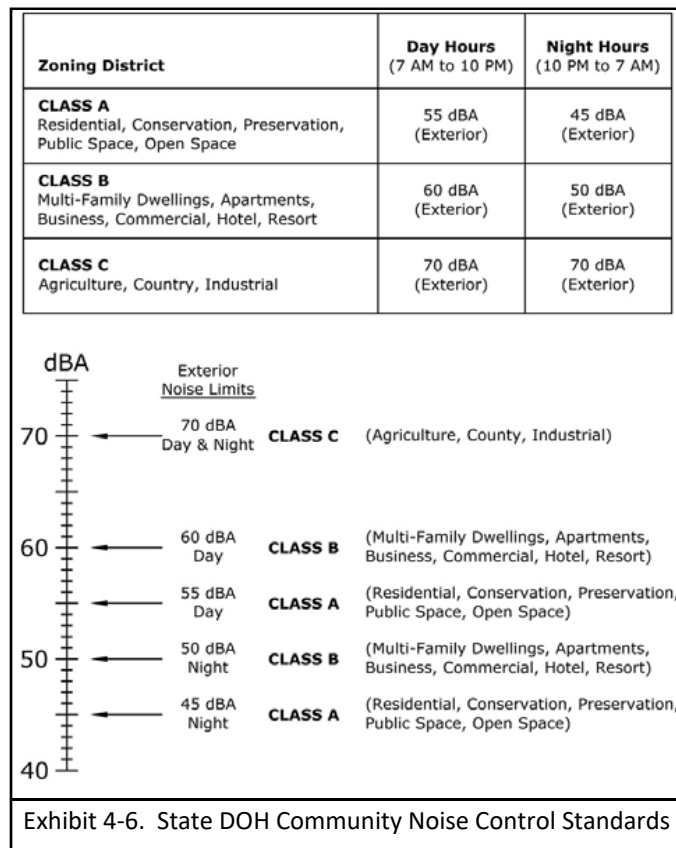 Zoning District
Day Hours
(7 AM to 10 PM)
Night Hours
(10 PM to 7 AM)
CLASS A
Residential, Conservation, Preservation,
Public Space, Open Space
55 dBA
(Exterior)
45 dBA
(Exterior)
CLASS B
Multi-Family Dwellings, Apartments,
Business, Commercial, Hotel, Resort
60 dBA
(Exterior)
50 dBA
(Exterior)
CLASS C
Agriculture, Country, Industrial
70 dBA
(Exterior)
70 dBA
(Exterior)
dBA
Exterior
Noise Limits
70
70 dBA
Day & Night
CLASS C
(Agriculture, County, Industrial)
60
60 dBA
Day
CLASS B
(Multi-Family Dwellings, Apartments,
Business, Commercial, Hotel, Resort)
55 dBA
Day
CLASS A
(Residential, Conservation, Preservation,
Public Space, Open Space)
50
50 dBA
Night
CLASS B
(Multi-Family Dwellings, Apartments,
Business, Commercial, Hotel, Resort)
45 dBA
Night
CLASS A
(Residential, Conservation, Preservation,
Public Space, Open Space)
40
Exhibit 4-6. State DOH Community Noise Control Standards